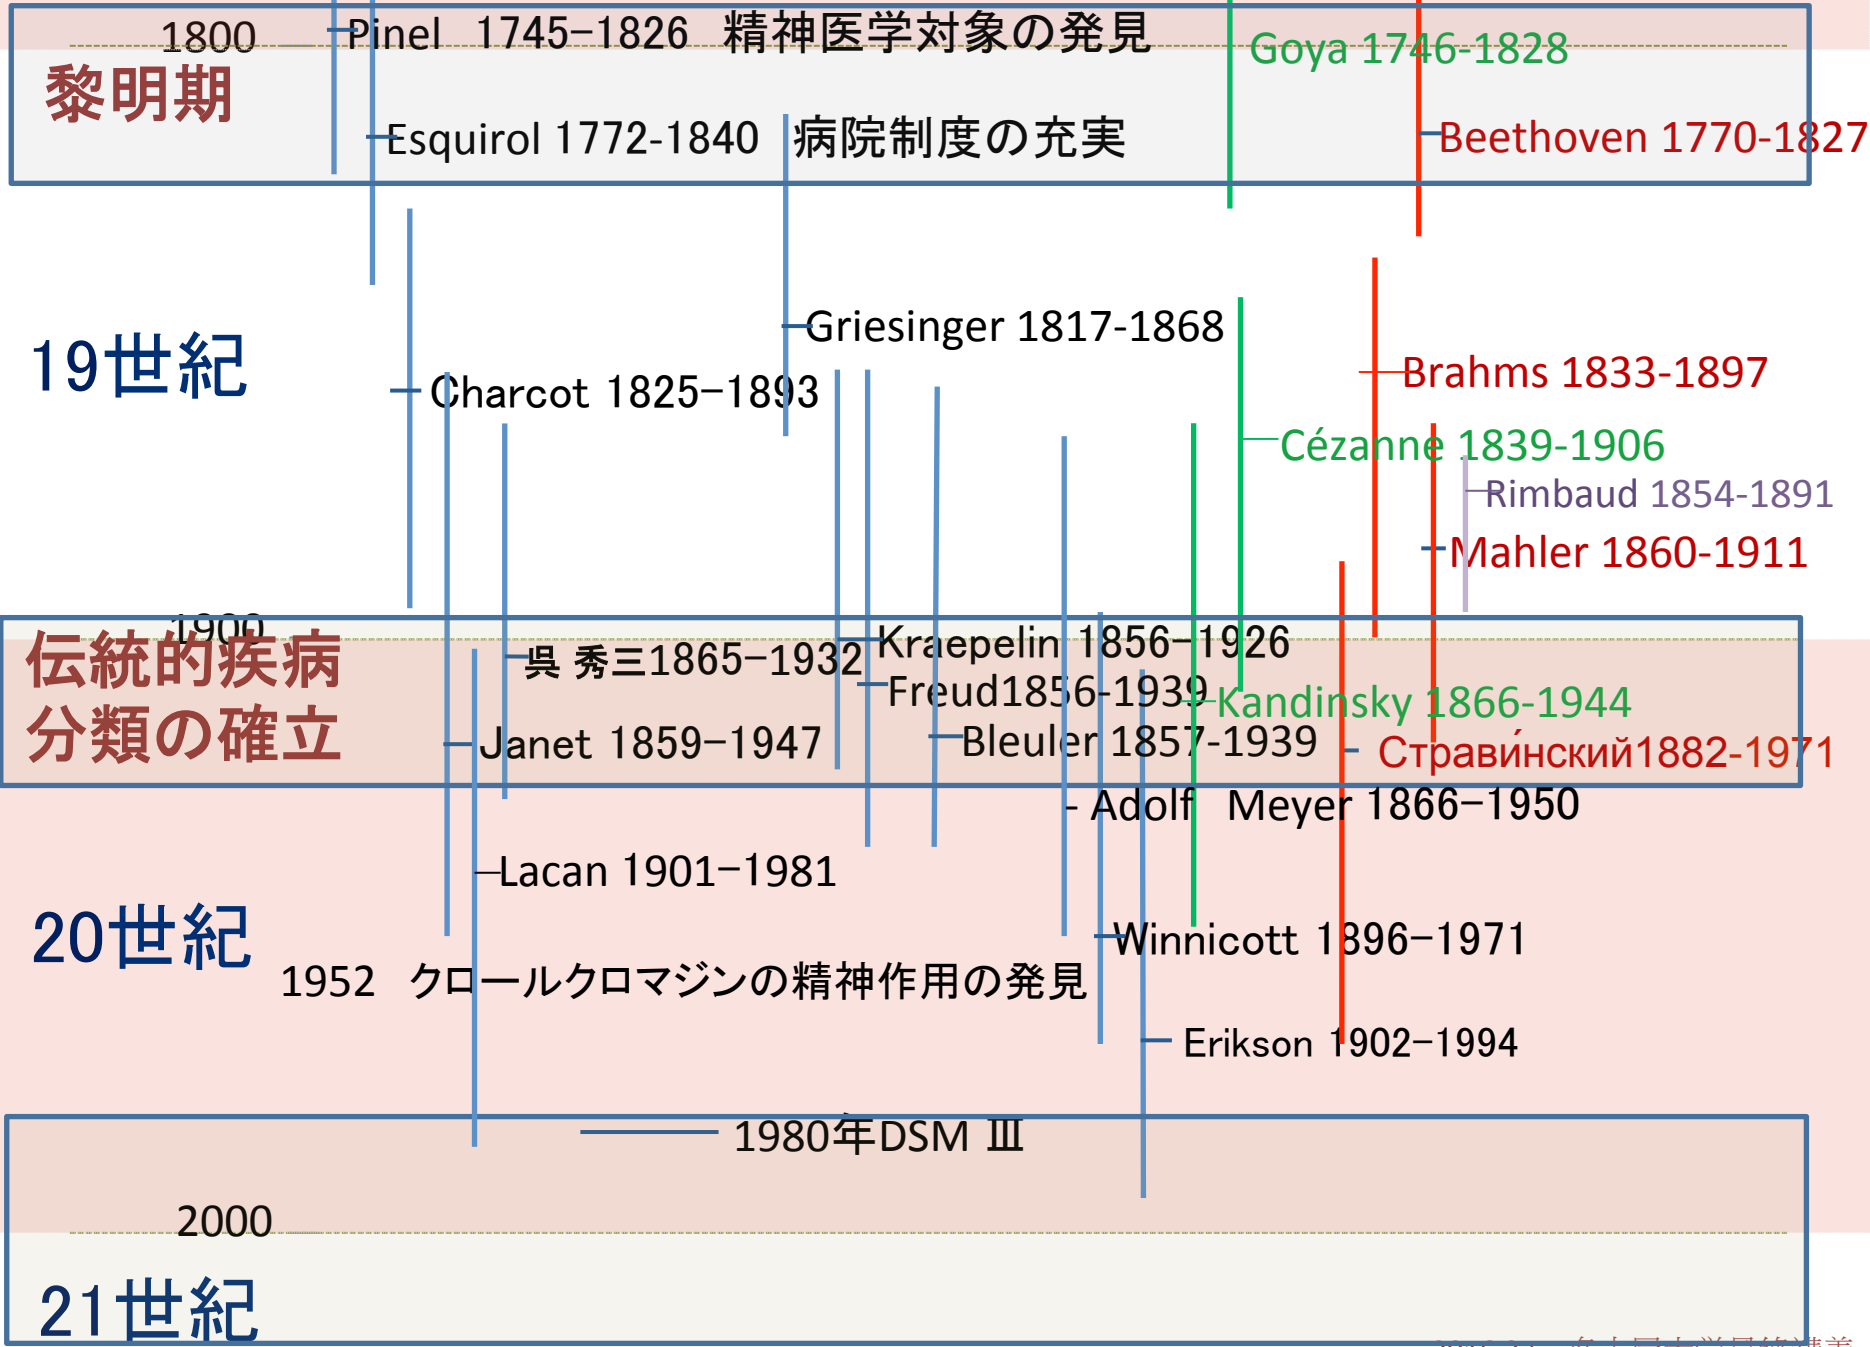 1800
Pinel 1745-1826 精神医学対象の発見
Goya 1746-1828
黎明期
Esquirol 1772-1840 病院制度の充実
Beethoven 1770-1827
Griesinger 1817-1868
19世紀
Charcot 1825-1893
Brahms 1833-1897
Cézanne 1839-1906
Rimbaud 1854-1891
Mahler 1860-1911
1900
伝統的疾病
分類の確立
呉 秀三1865-1932
Kraepelin 1856-1926
Freud1856-1939
Kandinsky 1866-1944
Janet 1859-1947
Bleuler 1857-1939
Страви́нский1882-1971
- Adolf Meyer 1866-1950
Lacan 1901-1981
20世紀
Winnicott 1896-1971
1952 クロールクロマジンの精神作用の発見
Erikson 1902-1994
1980年DSM Ⅲ
2000
21世紀